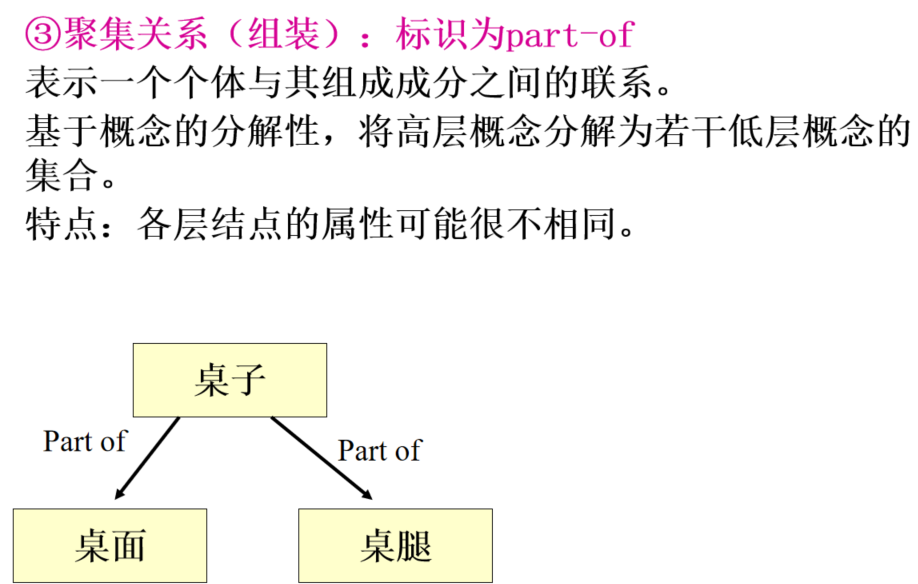 ③聚集关系（组装）：标识为part-of
表示一个个体与其组成成分之间的联系。
基于概念的分解性，将高层概念分解为若干低层概念的
集合。
特点：各层结点的属性可能很不相同。
桌子
Part of
Part of
桌面
桌腿